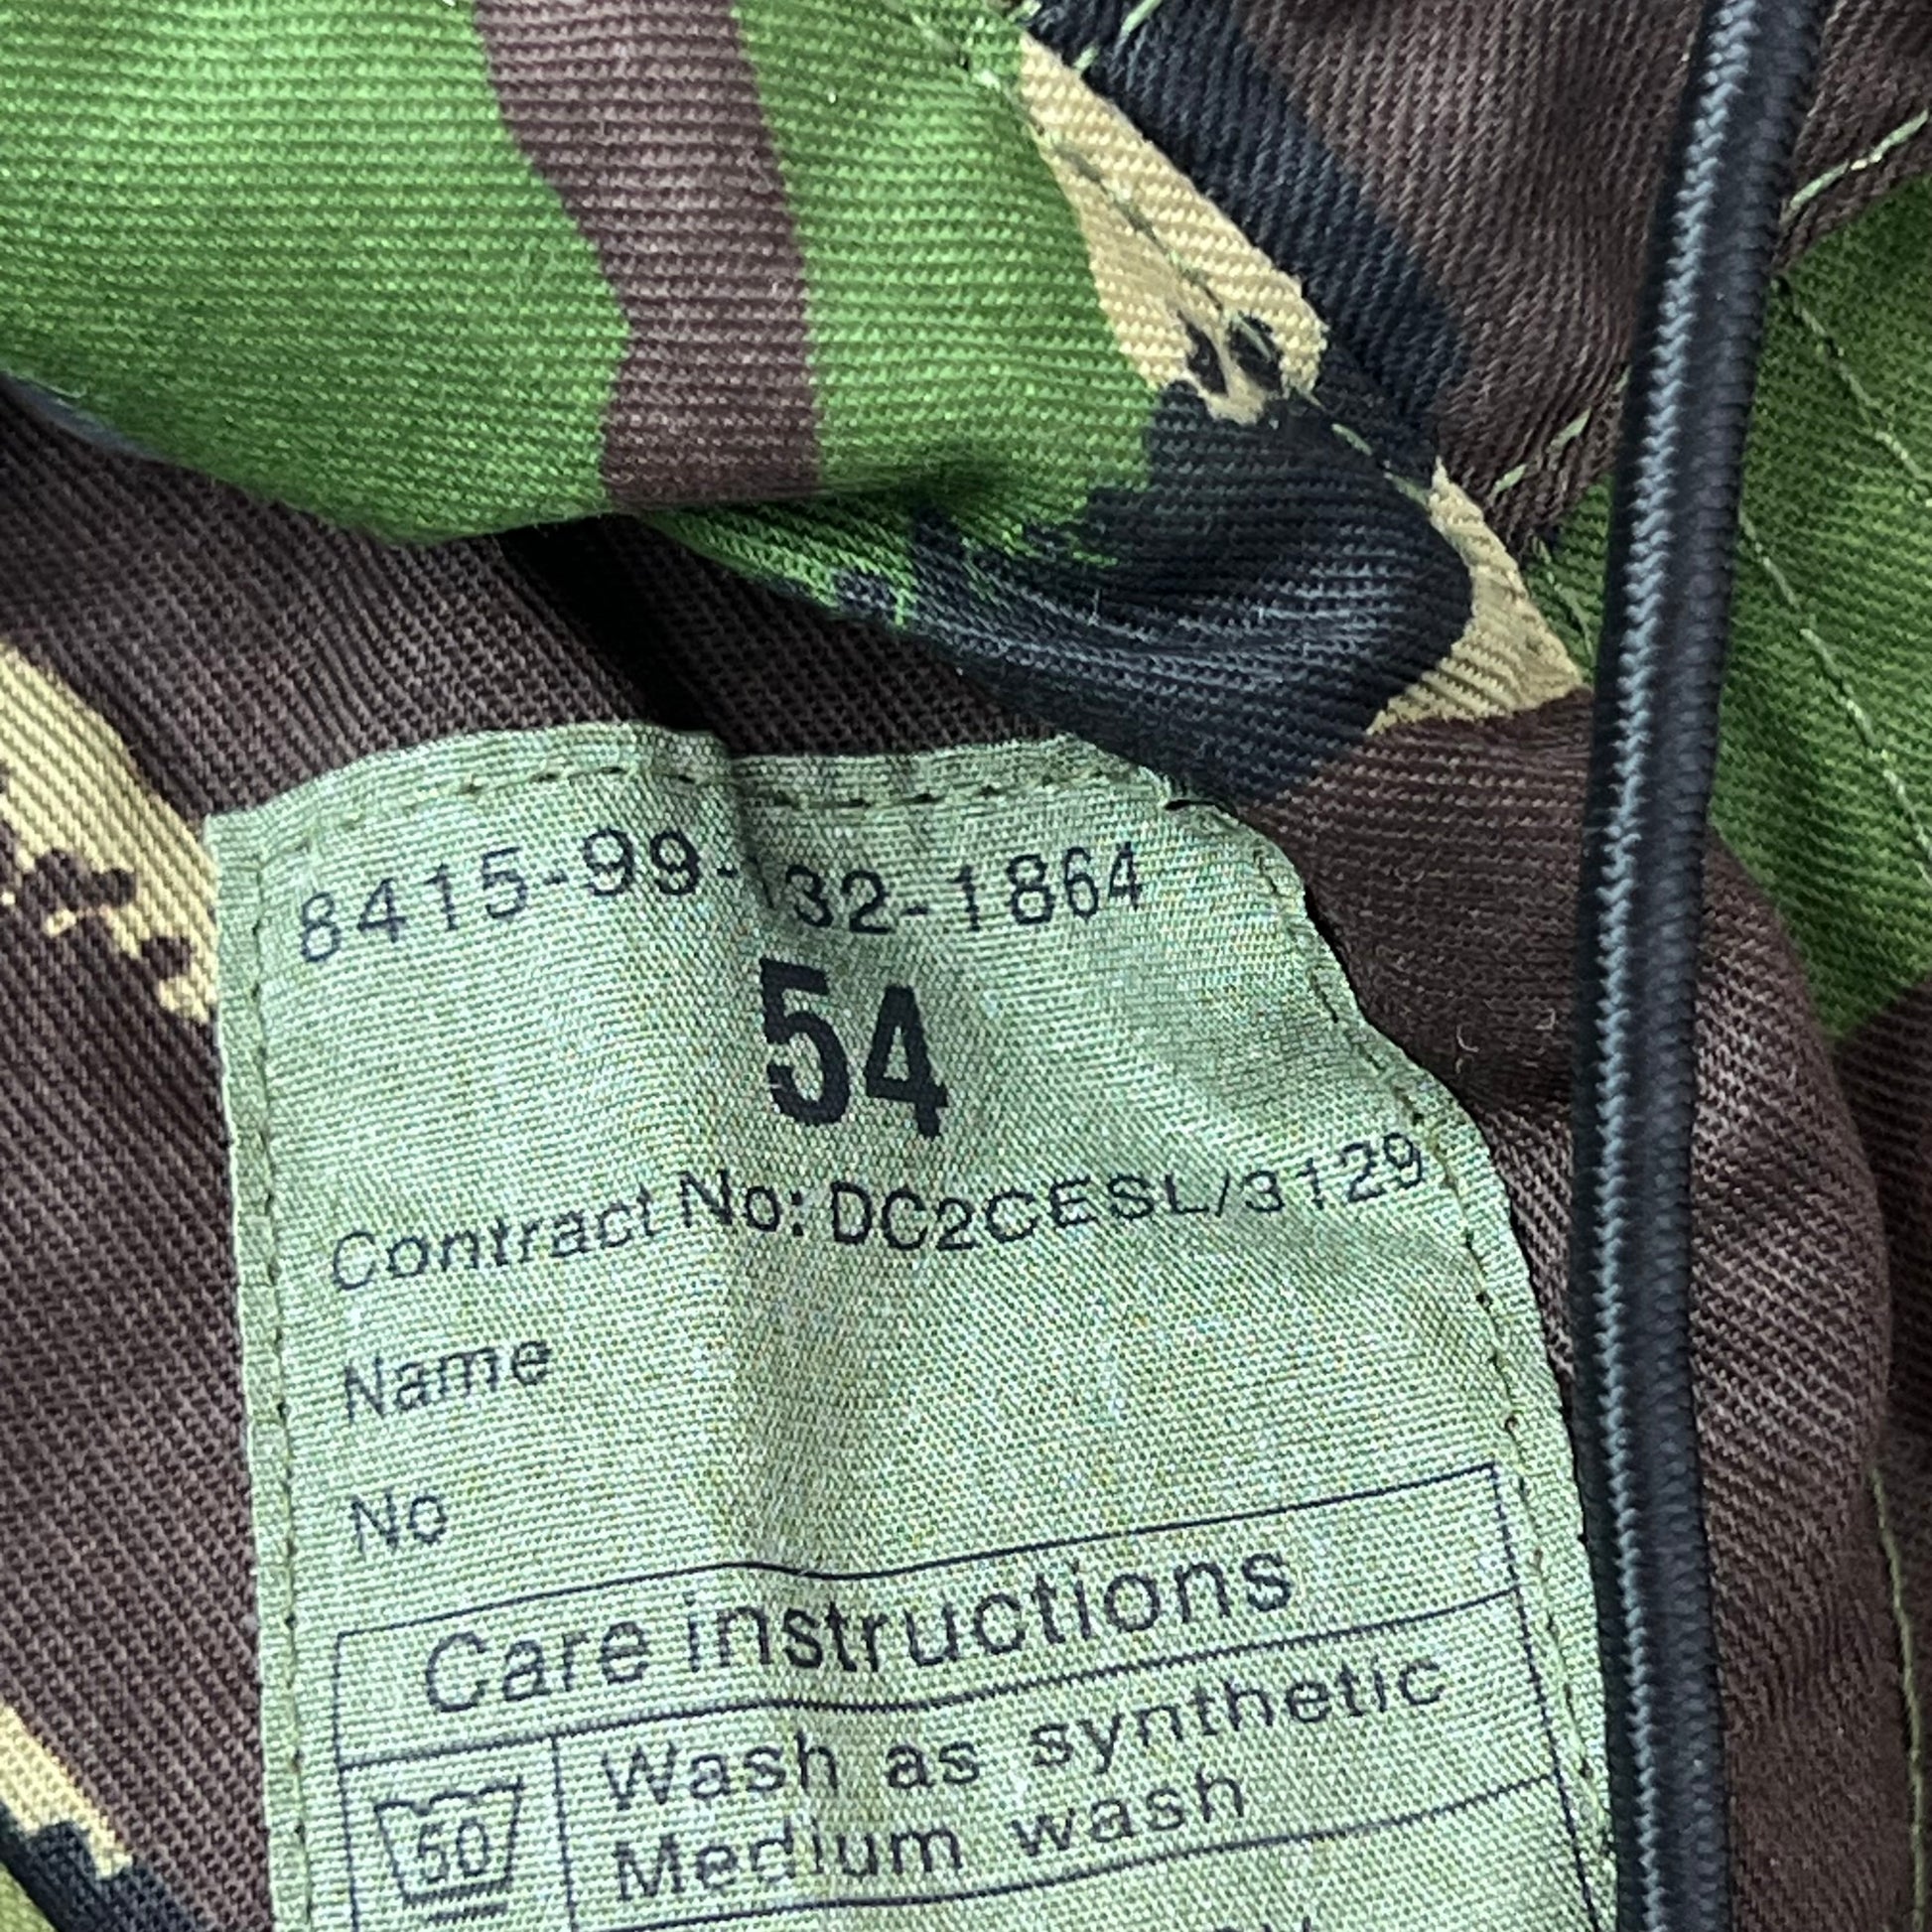 8415-99-132-1864
54
Contract No: DC2CESL/3129
Name
No
Care instructions
50
Wash as synthetic
Medium wash